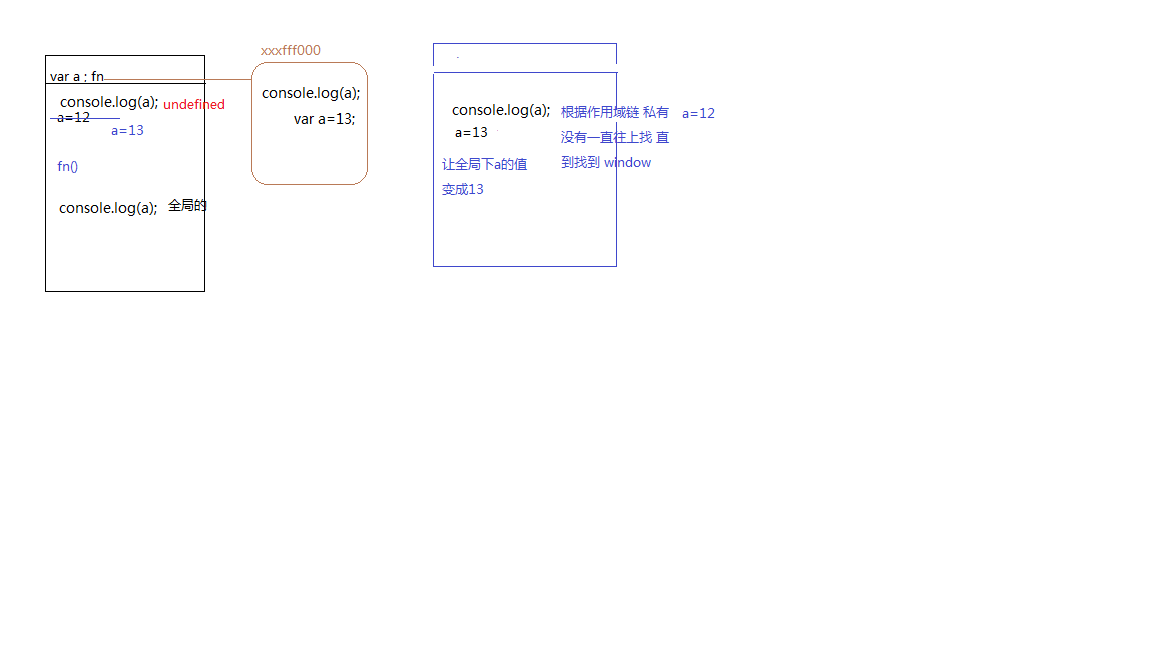 var a ; fn
console.log(a); undefined
a=12
a=13
fn()
console.log(a); 全局的
xxxfff000
console.log(a);
var a=13;
console.log(a);
a=13
让全局下a的值
变成13
根据作用域链 私有 a=12
没有一直往上找 直
到找到 window